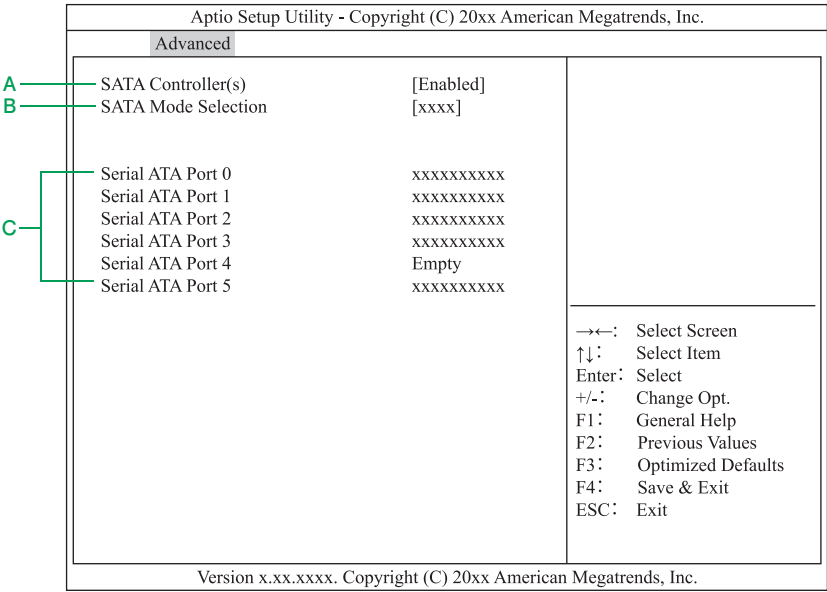 Aptio Setup Utility - Copyright (C) 20xx American Megatrends, Inc.
Advanced
A SATA Controller(s) [Enabled]
B SATA Mode Selection [xxxx]
C
Serial ATA Port 0 xxxxxxxxxx
Serial ATA Port 1 xxxxxxxxxx
Serial ATA Port 2 xxxxxxxxxx
Serial ATA Port 3 xxxxxxxxxx
Serial ATA Port 4 Empty
Serial ATA Port 5 xxxxxxxxxx
→←: Select Screen
↑↓: Select Item
Enter: Select
+/-: Change Opt.
F1: General Help
F2: Previous Values
F3: Optimized Defaults
F4: Save & Exit
ESC: Exit
Version x.xx.xxxx. Copyright (C) 20xx American Megatrends, Inc.